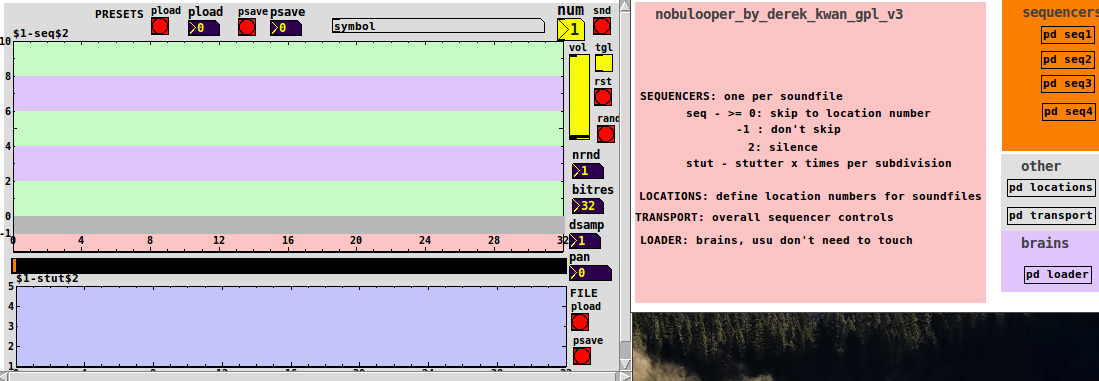 PRESETS
pload
pload
0
psave
psave
0
symbol
num
1
snd
$1-seq$2
10
8
6
4
2
0
-1
0 4 8 12 16 20 24 28 32
vol
tgl
rst
rand
nrnd
1
bitres
32
dsamp
1
pan
0
$1-stut$2
5
4
3
2
1
FILE
pload
psave
nobulooper_by_derek_kwan_gpl_v3
SEQUENCERS: one per soundfile
seq - >= 0: skip to location number
-1 : don't skip
2: silence
stut - stutter x times per subdivision
LOCATIONS: define location numbers for soundfiles
TRANSPORT: overall sequencer controls
LOADER: brains, usu don't need to touch
sequencers
pd seq1
pd seq2
pd seq3
pd seq4
other
pd locations
pd transport
brains
pd loader